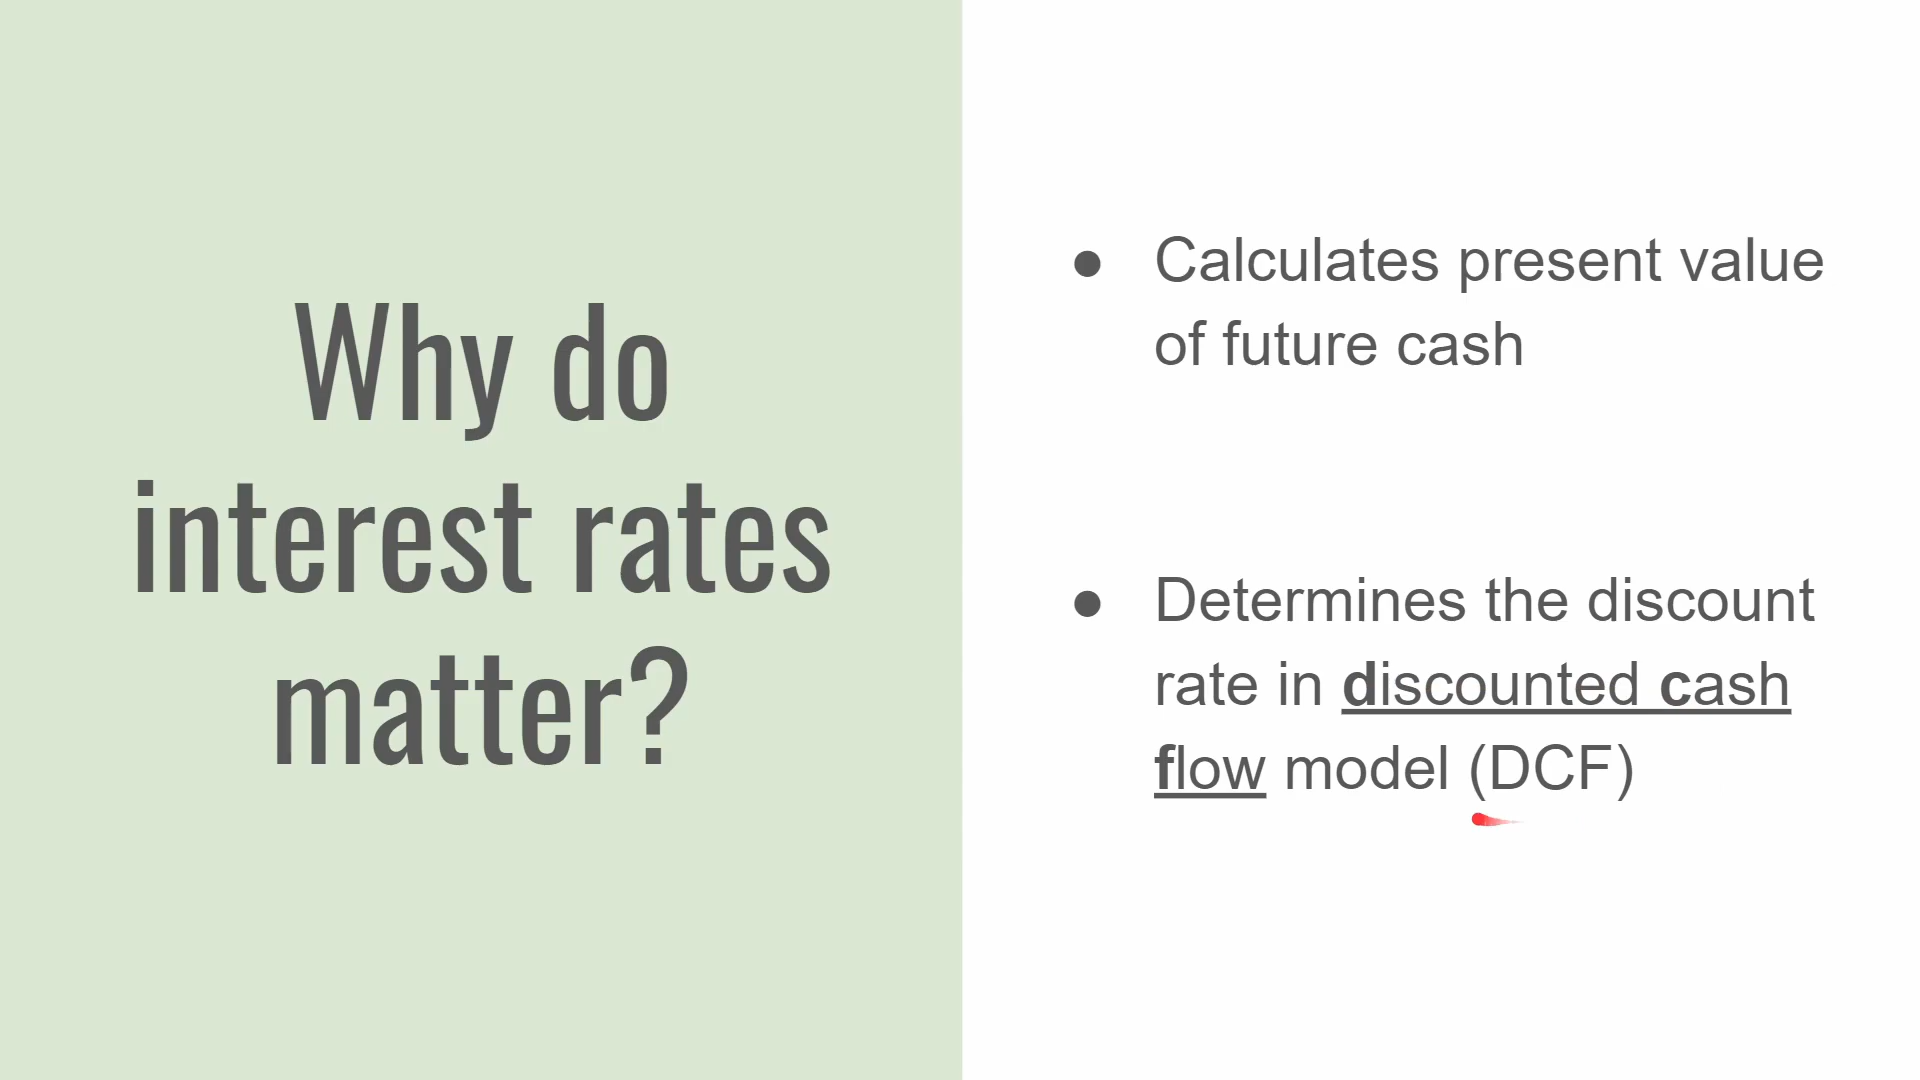 Why do
interest rates
matter?
● Calculates present value
of future cash
● Determines the discount
rate in discounted cash
flow model (DCF)